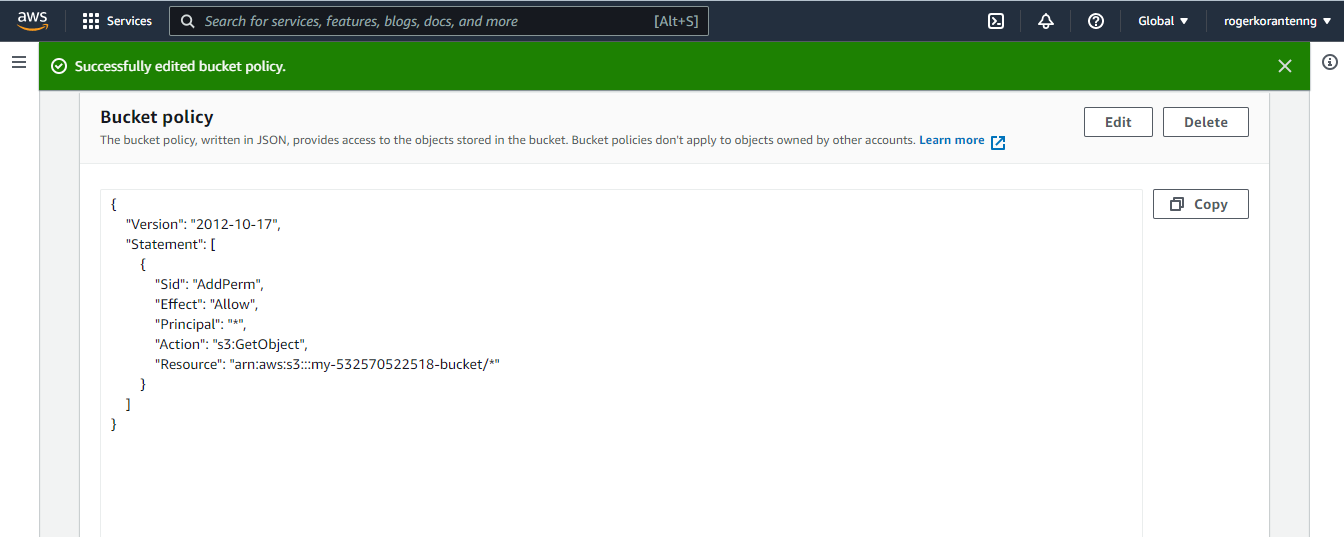 aws Services Search for services, features, blogs, docs, and more [Alt+S] Global rogerkorantenng
Successfully edited bucket policy.
Bucket policy
Edit Delete
The bucket policy, written in JSON, provides access to the objects stored in the bucket. Bucket policies don't apply to objects owned by other accounts. Learn more
Copy
{
"Version": "2012-10-17",
"Statement": [
{
"Sid": "AddPerm",
"Effect": "Allow",
"Principal": "*",
"Action": "s3:GetObject",
"Resource": "arn:aws:s3:::my-532570522518-bucket/*"
}
]
}